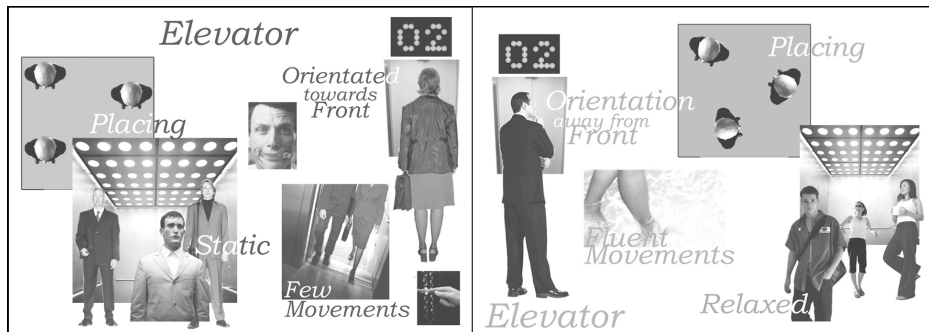 Elevator
02
Orientated
towards
Front
Placing
Static
Few
Movements
02
Placing
Orientation
away from
Front
Fluent
Movements
Relaxed
Elevator